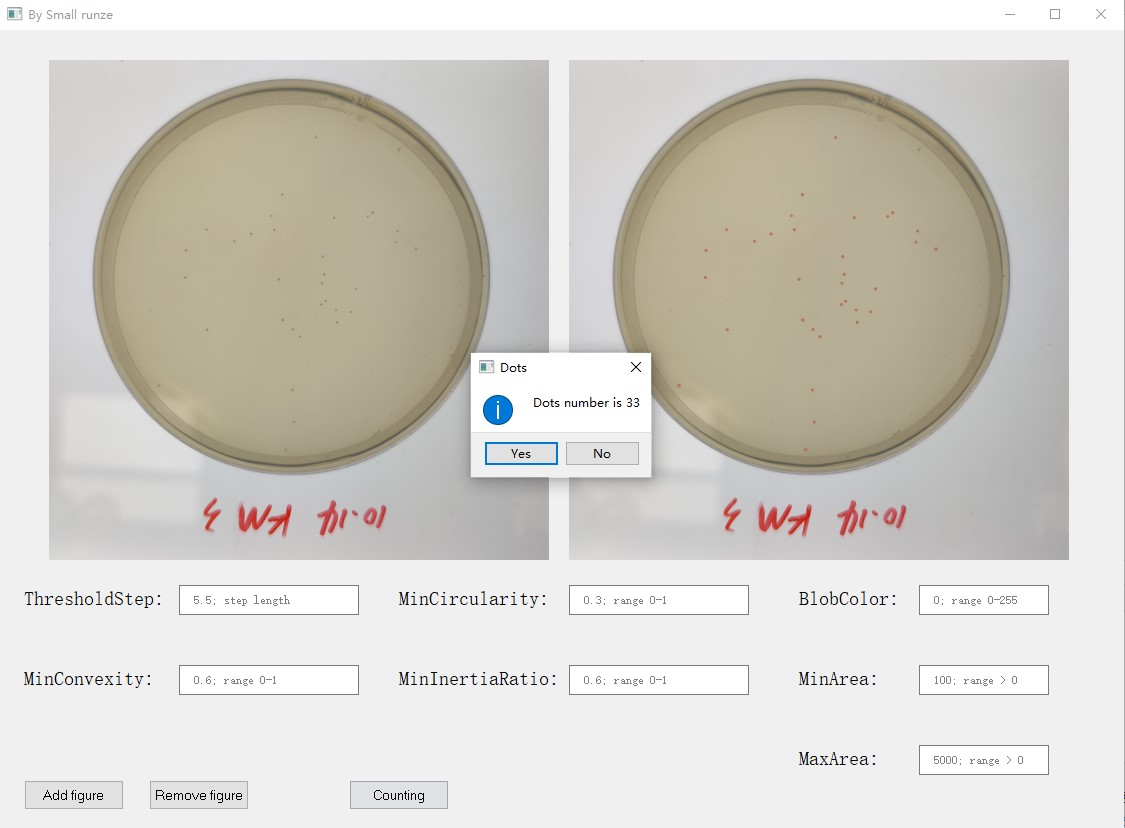 By Small runze
Dots
Dots number is 33
Yes No
ThresholdStep: 5.5; step length MinCircularity: 0.3; range 0-1 BlobColor: 0; range 0-255
MinConvexity: 0.6; range 0-1 MinInertiaRatio: 0.6; range 0-1 MinArea: 100; range > 0
MaxArea: 5000; range > 0
Add figure Remove figure Counting